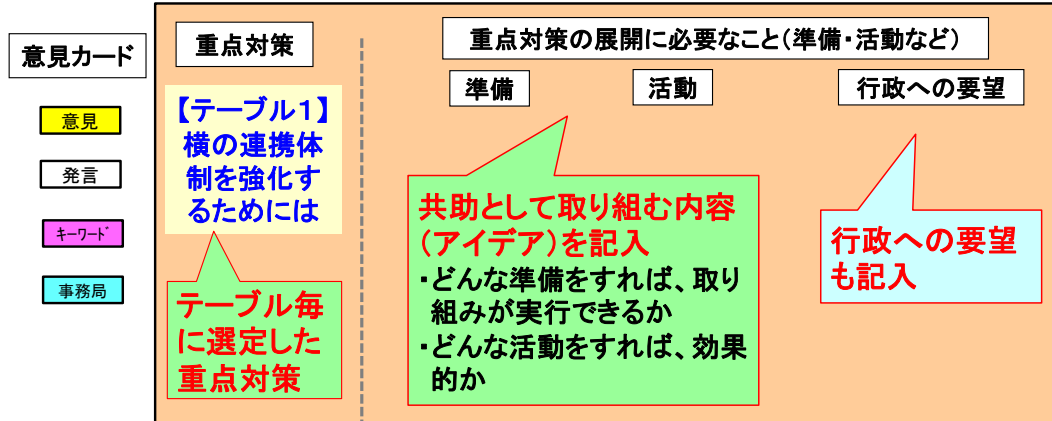 意見カード
意見
発言
キーワード
事務局
重点対策
【テーブル1】
横の連携体
制を強化す
るためには
テーブル毎
に選定した
重点対策
重点対策の展開に必要なこと(準備・活動など)
準備
活動
行政への要望
共助として取り組む内容
(アイデア)を記入
・どんな準備をすれば、取り
組みが実行できるか
・どんな活動をすれば、効果
的か
行政への要望
も記入